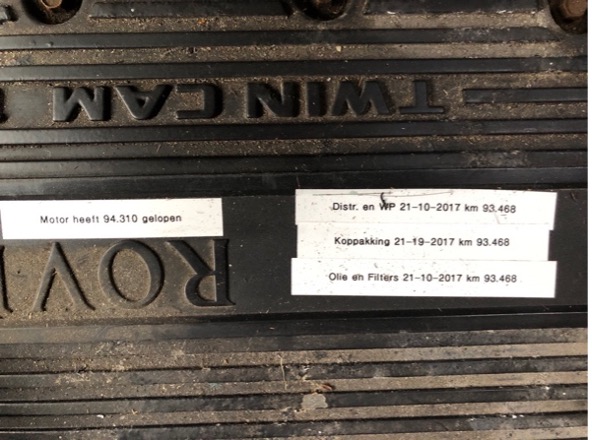 TWIN CAM
Motor heeft 94.310 gelopen
Distr. en WP 21-10-2017 km 93.468
Koppakking 21-19-2017 km 93.468
Olie en Filters 21-10-2017 km 93.468
ROV